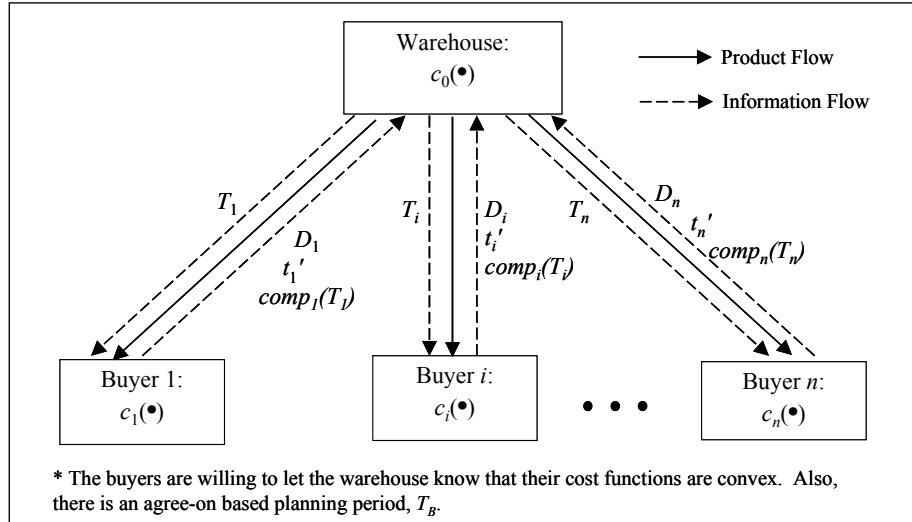 Warehouse:
c₀(•)
Product Flow
Information Flow
T₁
D₁
t₁'
comp₁(T₁)
Tᵢ
Dᵢ
tᵢ'
compᵢ(Tᵢ)
Tₙ
Dₙ
tₙ'
compₙ(Tₙ)
Buyer 1:
c₁(•)
Buyer i:
cᵢ(•)
• • •
Buyer n:
cₙ(•)
* The buyers are willing to let the warehouse know that their cost functions are convex. Also,
there is an agree-on based planning period, T_B.